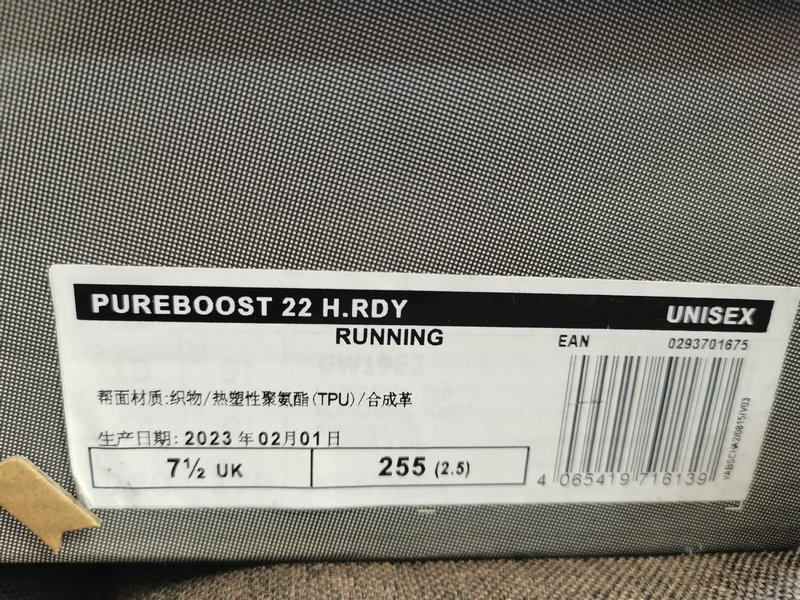 PUREBOOST 22 H.RDY
UNISEX
RUNNING
EAN
0293701675
GW1962
帮面材质:织物/热塑性聚氨酯(TPU)/合成革
生产日期: 2023 年 02月01日
7½ UK
255 (2.5)
4 065419 716139